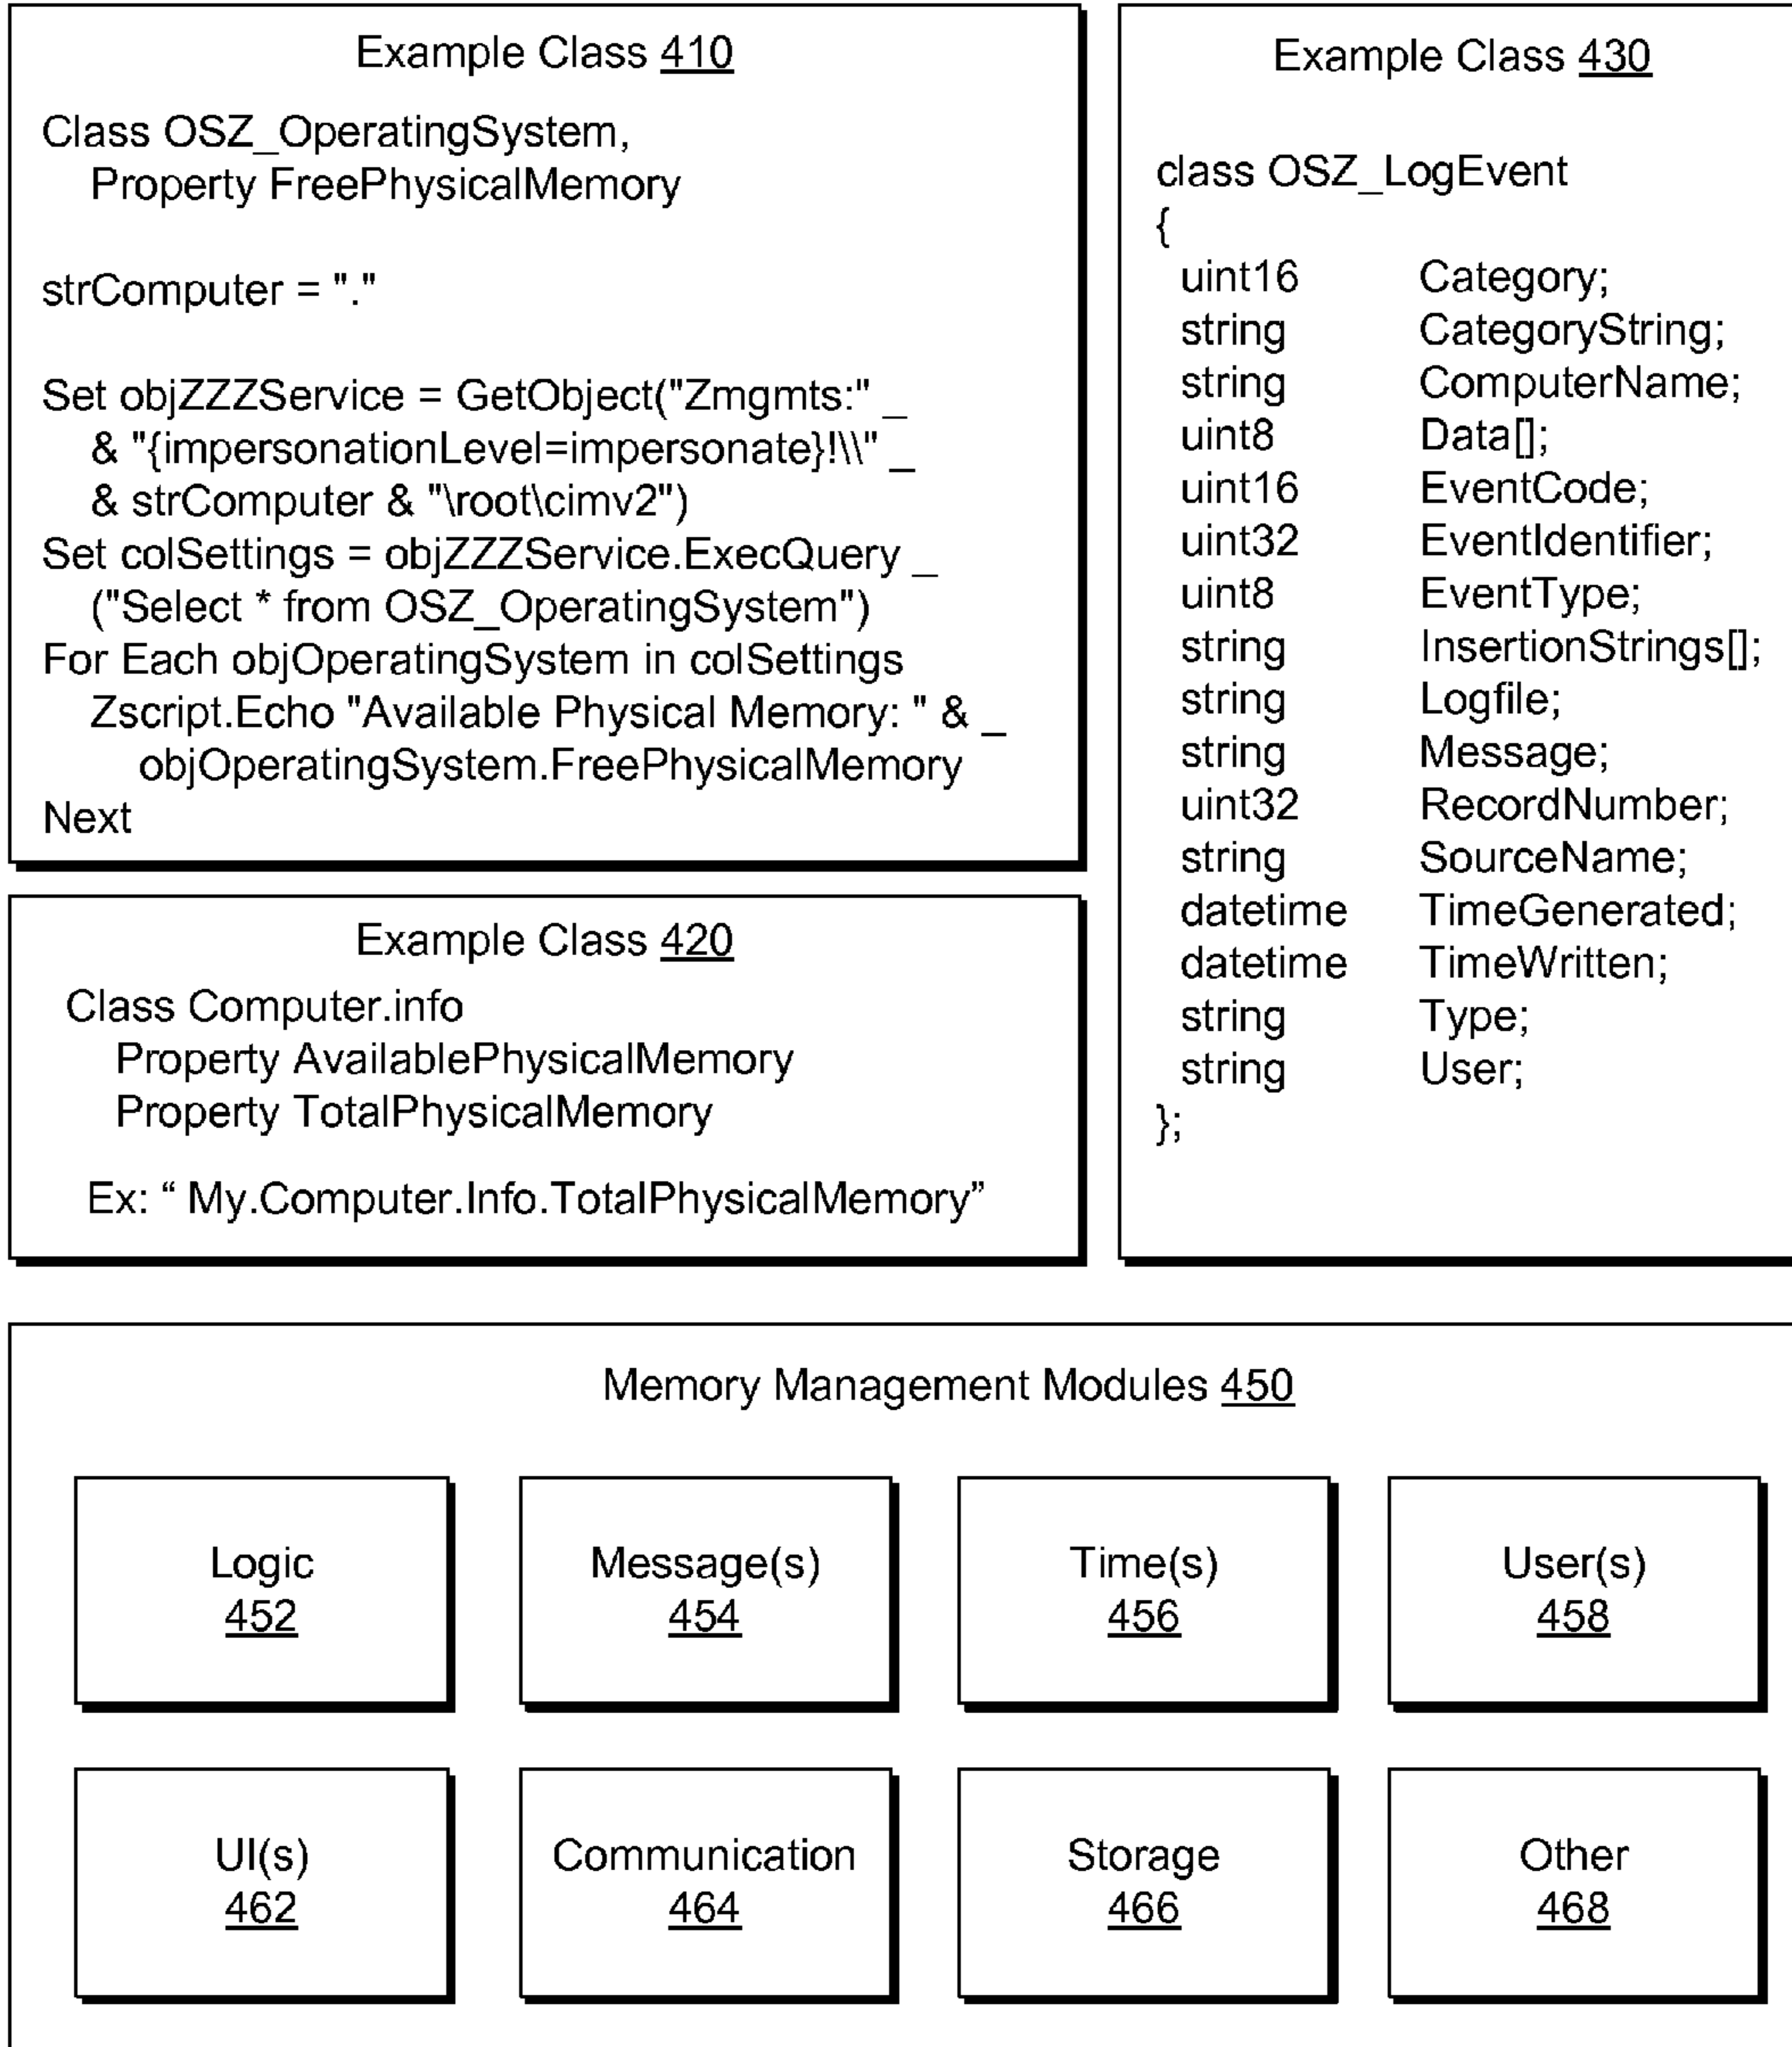 Example Class 410
Class OSZ_OperatingSystem,
Property FreePhysicalMemory
strComputer = "."
Set objZZZService = GetObject("Zmgmts:" _
& "{impersonationLevel=impersonate}!\\" _
& strComputer & "\root\cimv2")
Set colSettings = objZZZService.ExecQuery _
("Select * from OSZ_OperatingSystem")
For Each objOperatingSystem in colSettings
Zscript.Echo "Available Physical Memory: " & _
objOperatingSystem.FreePhysicalMemory
Next
Example Class 420
Class Computer.info
Property AvailablePhysicalMemory
Property TotalPhysicalMemory
Ex: “ My.Computer.Info.TotalPhysicalMemory”
Example Class 430
class OSZ_LogEvent
{
uint16 Category;
string CategoryString;
string ComputerName;
uint8 Data[];
uint16 EventCode;
uint32 EventIdentifier;
uint8 EventType;
string InsertionStrings[];
string Logfile;
string Message;
uint32 RecordNumber;
string SourceName;
datetime TimeGenerated;
datetime TimeWritten;
string Type;
string User;
};
Memory Management Modules 450
Logic
452
Message(s)
454
Time(s)
456
User(s)
458
UI(s)
462
Communication
464
Storage
466
Other
468